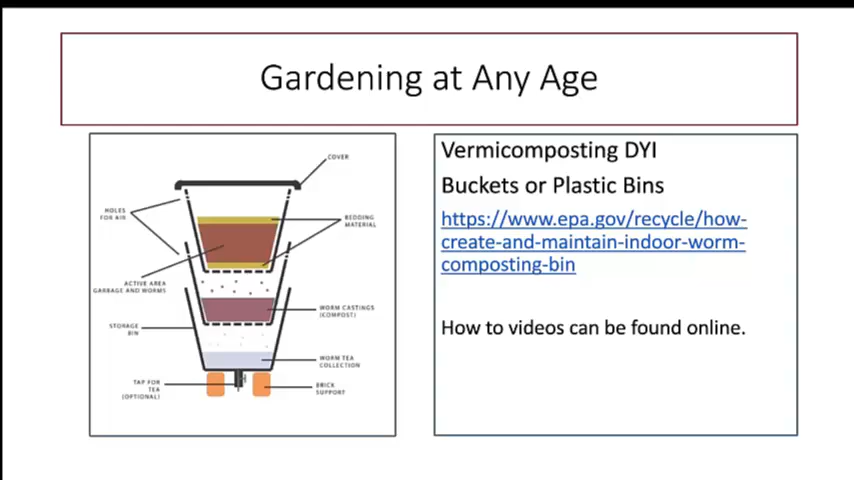 Gardening at Any Age
COVER
HOLES
FOR AIR
BEDDING
MATERIAL
ACTIVE AREA
GARBAGE AND WORMS
WORM CASTINGS
(COMPOST)
STORAGE
BIN
WORM TEA
COLLECTION
TAP FOR
TEA
(OPTIONAL)
BRICK
SUPPORT
Vermicomposting DYI
Buckets or Plastic Bins
https://www.epa.gov/recycle/how-
create-and-maintain-indoor-worm-
composting-bin
How to videos can be found online.